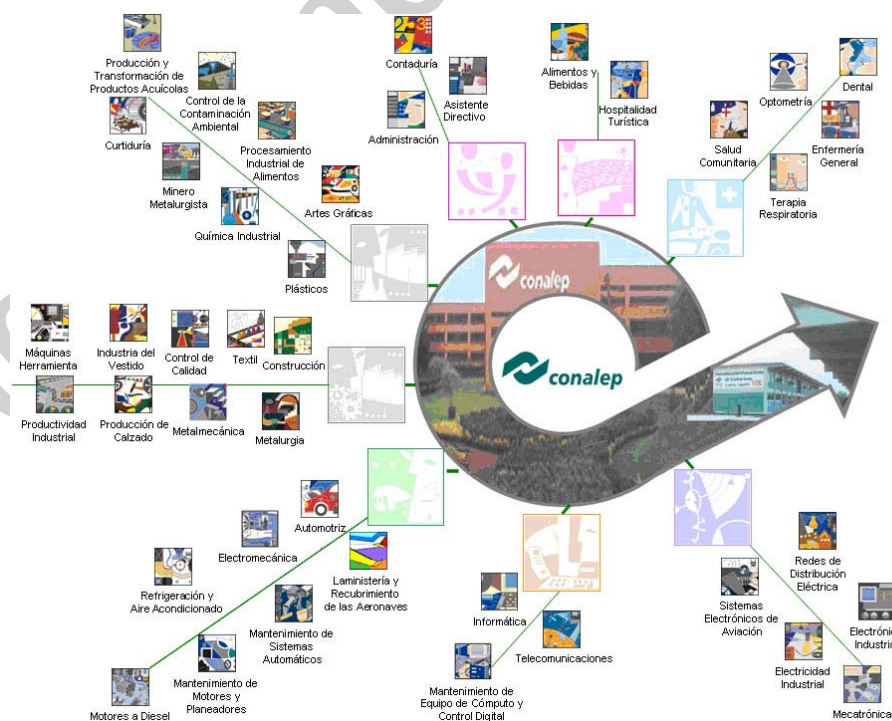 Producción y
Transformación de
Productos Acuícolas
Control de la
Contaminación
Ambiental
Curtiduría
Procesamiento
Industrial de
Alimentos
Minero
Metalurgista
Química Industrial
Artes Gráficas
Plásticos
Contaduría
Asistente
Directivo
Administración
Alimentos y
Bebidas
Hospitalidad
Turística
Optometría
Dental
Salud
Comunitaria
Enfermería
General
Terapia
Respiratoria
conalep
conalep
Máquinas
Herramienta
Industria del
Vestido
Control de
Calidad
Textil
Construcción
Productividad
Industrial
Producción de
Calzado
Metalmecánica
Metalurgia
Automotriz
Electromecánica
Laministería y
Recubrimiento
de las Aeronaves
Refrigeración y
Aire Acondicionado
Mantenimiento de
Sistemas
Automáticos
Mantenimiento de
Motores y
Planeadores
Motores a Diesel
Informática
Telecomunicaciones
Mantenimiento de
Equipo de Cómputo y
Control Digital
Redes de
Distribución
Eléctrica
Sistemas
Electrónicos de
Aviación
Electrónic
Industria
Electricidad
Industrial
Mecatrónica